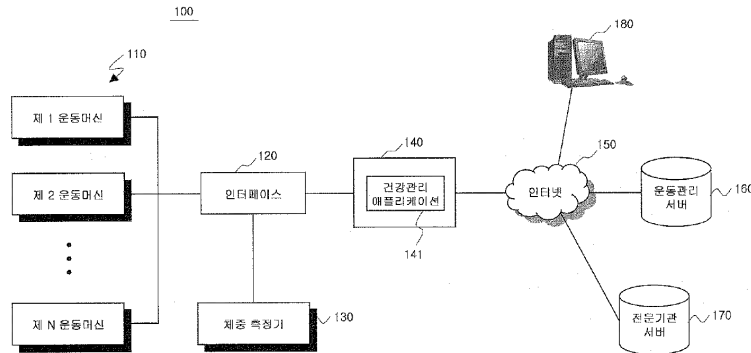 100
180
110
제 1 운동머신
140
150
120
제 2 운동머신
인터페이스
건강관리
애플리케이션
인터넷
운동관리
서버
160
141
제 N 운동머신
체중 측정기
130
전문기관
서버
170